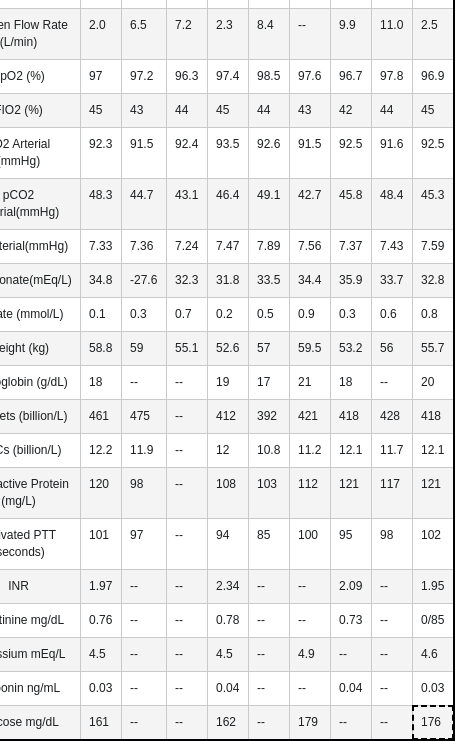 en Flow Rate 2.0 6.5 7.2 2.3 8.4 -- 9.9 11.0 2.5
(L/min)
pO2 (%) 97 97.2 96.3 97.4 98.5 97.6 96.7 97.8 96.9
FIO2 (%) 45 43 44 45 44 43 42 44 45
O2 Arterial 92.3 91.5 92.4 93.5 92.6 91.5 92.5 91.6 92.5
(mmHg)
pCO2 48.3 44.7 43.1 46.4 49.1 42.7 45.8 48.4 45.3
rial(mmHg)
terial(mmHg) 7.33 7.36 7.24 7.47 7.89 7.56 7.37 7.43 7.59
onate(mEq/L) 34.8 -27.6 32.3 31.8 33.5 34.4 35.9 33.7 32.8
ate (mmol/L) 0.1 0.3 0.7 0.2 0.5 0.9 0.3 0.6 0.8
eight (kg) 58.8 59 55.1 52.6 57 59.5 53.2 56 55.7
oglobin (g/dL) 18 -- -- 19 17 21 18 -- 20
ets (billion/L) 461 475 -- 412 392 421 418 428 418
Cs (billion/L) 12.2 11.9 -- 12 10.8 11.2 12.1 11.7 12.1
active Protein 120 98 -- 108 103 112 121 117 121
(mg/L)
ivated PTT 101 97 -- 94 85 100 95 98 102
seconds)
INR 1.97 -- -- 2.34 -- -- 2.09 -- 1.95
tinine mg/dL 0.76 -- -- 0.78 -- -- 0.73 -- 0/85
ssium mEq/L 4.5 -- -- 4.5 -- 4.9 -- -- 4.6
ponin ng/mL 0.03 -- -- 0.04 -- -- 0.04 -- 0.03
cose mg/dL 161 -- -- 162 -- 179 -- -- 176